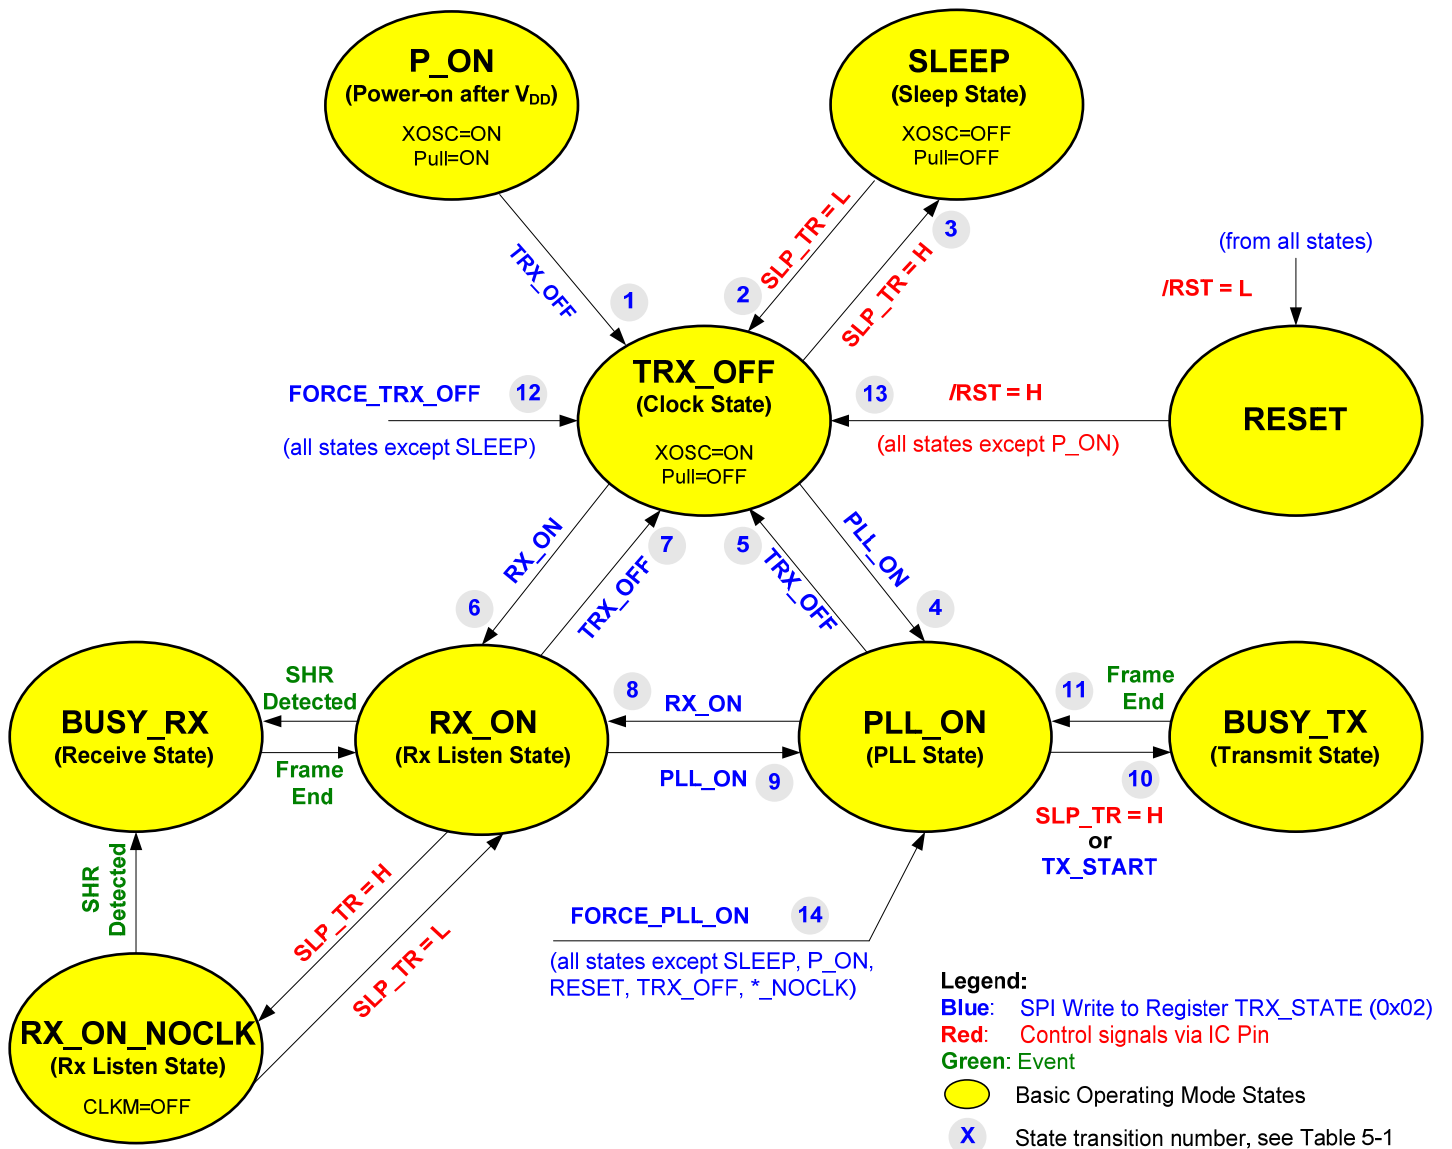 P_ON
(Power-on after VDD)
XOSC=ON
Pull=ON
SLEEP
(Sleep State)
XOSC=OFF
Pull=OFF
TRX_OFF
1
SLP_TR = L
2
SLP_TR = H
3
(from all states)
/RST = L
FORCE_TRX_OFF
12
(all states except SLEEP)
TRX_OFF
(Clock State)
XOSC=ON
Pull=OFF
13
/RST = H
(all states except P_ON)
RESET
RX_ON
6
7
TRX_OFF
5
TRX_OFF
PLL_ON
4
BUSY_RX
(Receive State)
SHR
Detected
Frame
End
RX_ON
(Rx Listen State)
8
RX_ON
PLL_ON
9
PLL_ON
(PLL State)
11
Frame
End
10
SLP_TR = H
or
TX_START
BUSY_TX
(Transmit State)
SHR
Detected
SLP_TR = H
SLP_TR = L
FORCE_PLL_ON
14
(all states except SLEEP, P_ON,
RESET, TRX_OFF, *_NOCLK)
RX_ON_NOCLK
(Rx Listen State)
CLKM=OFF
Legend:
Blue: SPI Write to Register TRX_STATE (0x02)
Red: Control signals via IC Pin
Green: Event
Basic Operating Mode States
X State transition number, see Table 5-1